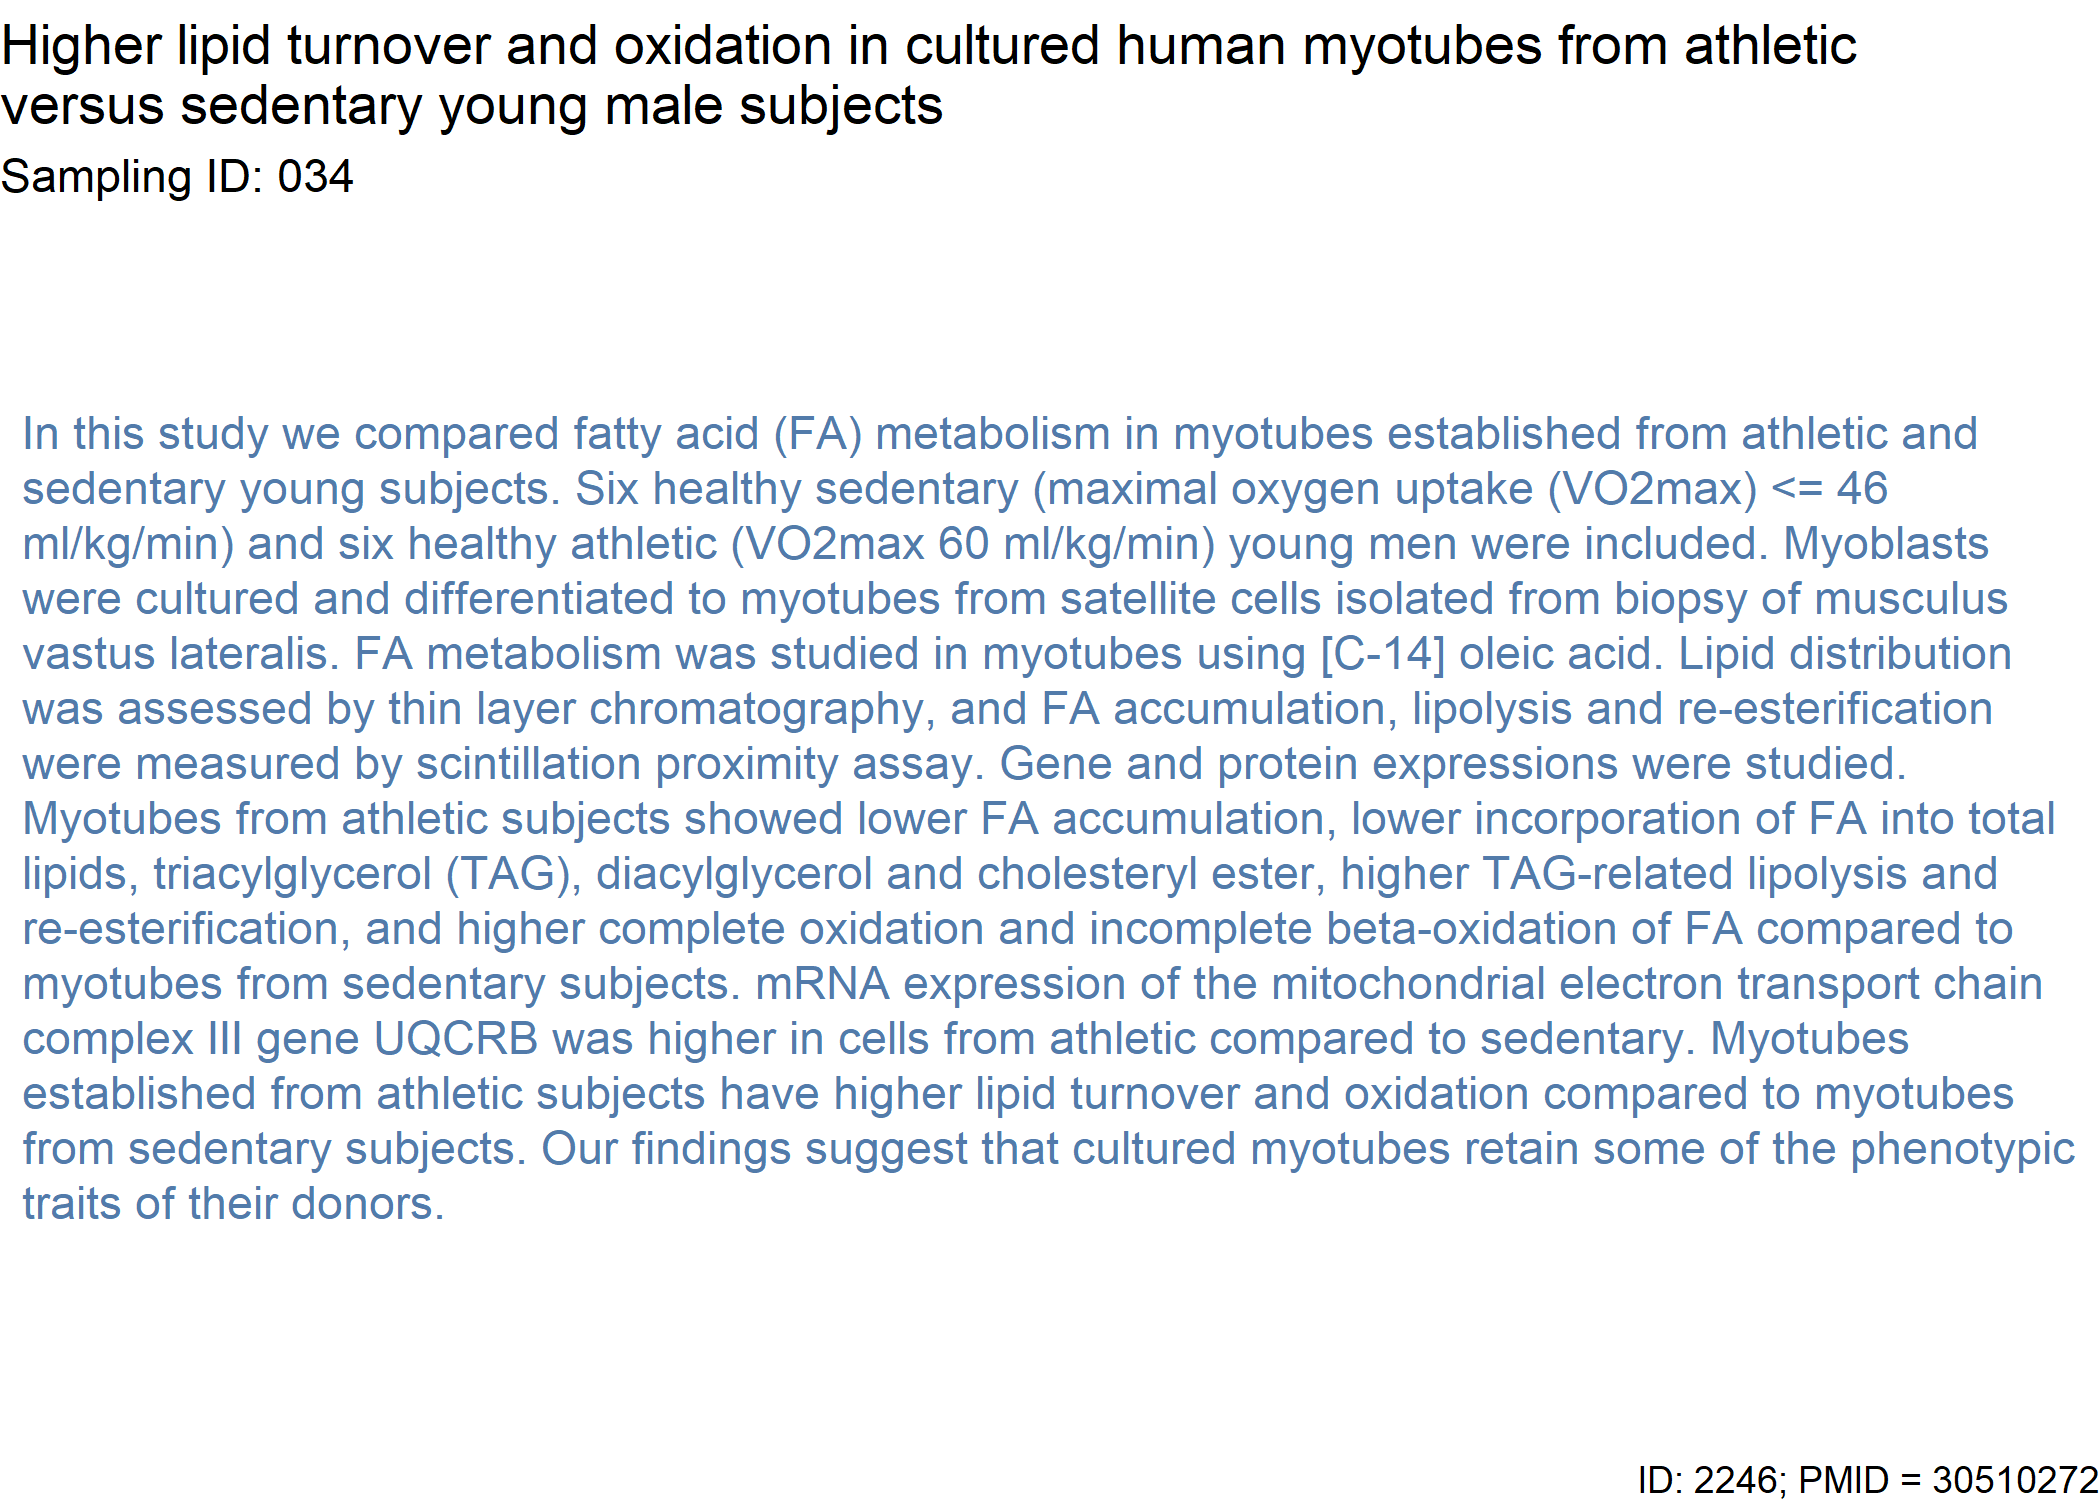 Higher lipid turnover and oxidation in cultured human myotubes from athletic
versus sedentary young male subjects
Sampling ID: 034
In this study we compared fatty acid (FA) metabolism in myotubes established from athletic and
sedentary young subjects. Six healthy sedentary (maximal oxygen uptake (VO2max) <= 46
ml/kg/min) and six healthy athletic (VO2max 60 ml/kg/min) young men were included. Myoblasts
were cultured and differentiated to myotubes from satellite cells isolated from biopsy of musculus
vastus lateralis. FA metabolism was studied in myotubes using [C-14] oleic acid. Lipid distribution
was assessed by thin layer chromatography, and FA accumulation, lipolysis and re-esterification
were measured by scintillation proximity assay. Gene and protein expressions were studied.
Myotubes from athletic subjects showed lower FA accumulation, lower incorporation of FA into total
lipids, triacylglycerol (TAG), diacylglycerol and cholesteryl ester, higher TAG-related lipolysis and
re-esterification, and higher complete oxidation and incomplete beta-oxidation of FA compared to
myotubes from sedentary subjects. mRNA expression of the mitochondrial electron transport chain
complex III gene UQCRB was higher in cells from athletic compared to sedentary. Myotubes
established from athletic subjects have higher lipid turnover and oxidation compared to myotubes
from sedentary subjects. Our findings suggest that cultured myotubes retain some of the phenotypic
traits of their donors.
ID: 2246; PMID = 30510272